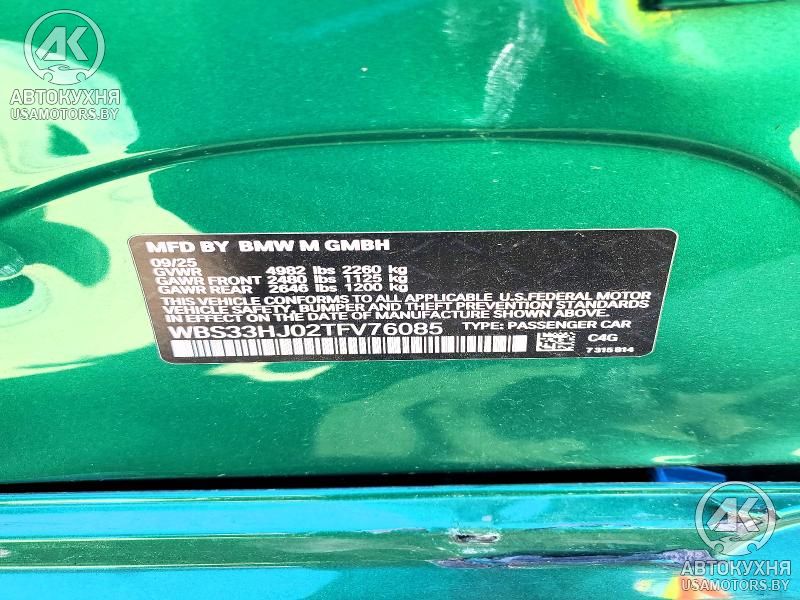 AK
АВТОКУХНЯ
USAMOTORS.BY
MFD BY BMW M GMBH
09/25
GVWR 4982 lbs 2260 kg
GAWR FRONT 2480 lbs 1125 kg
GAWR REAR 2646 lbs 1200 kg
THIS VEHICLE CONFORMS TO ALL APPLICABLE U.S.FEDERAL MOTOR
VEHICLE SAFETY, BUMPER AND THEFT PREVENTION STANDARDS
IN EFFECT ON THE DATE OF MANUFACTURE SHOWN ABOVE.
WBS33HJ02TFV76085 TYPE: PASSENGER CAR
C4G
7 315 814
AK
АВТОКУХНЯ
USAMOTORS.BY